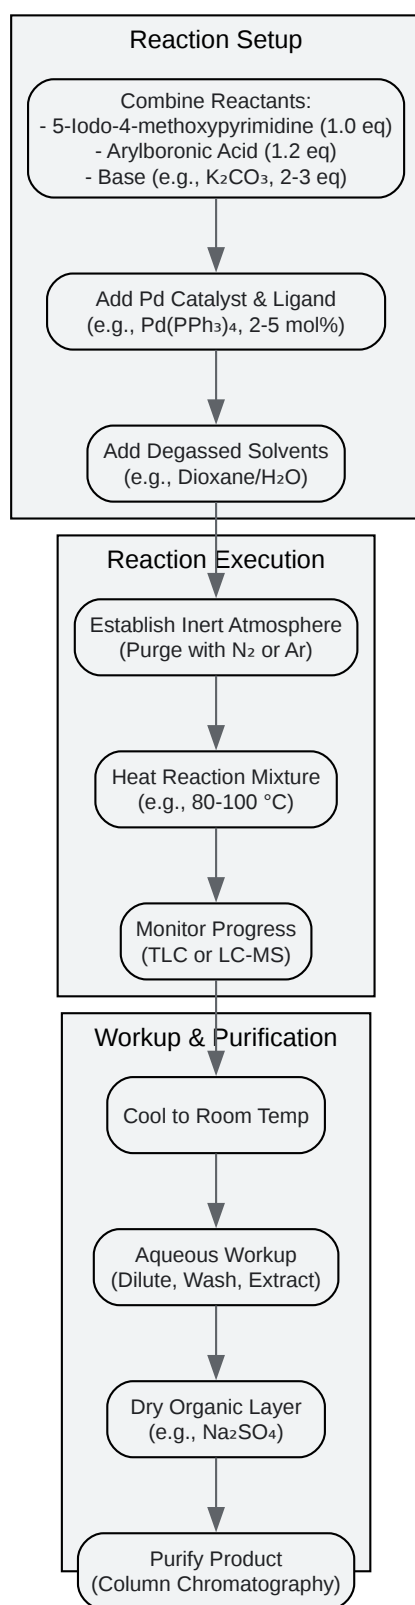 Reaction Setup
Combine Reactants:
- 5-Iodo-4-methoxypyrimidine (1.0 eq)
- Arylboronic Acid (1.2 eq)
- Base (e.g., K₂CO₃, 2-3 eq)
Add Pd Catalyst & Ligand
(e.g., Pd(PPh₃)₄, 2-5 mol%)
Add Degassed Solvents
(e.g., Dioxane/H₂O)
Reaction Execution
Establish Inert Atmosphere
(Purge with N₂ or Ar)
Heat Reaction Mixture
(e.g., 80-100 °C)
Monitor Progress
(TLC or LC-MS)
Workup & Purification
Cool to Room Temp
Aqueous Workup
(Dilute, Wash, Extract)
Dry Organic Layer
(e.g., Na₂SO₄)
Purify Product
(Column Chromatography)